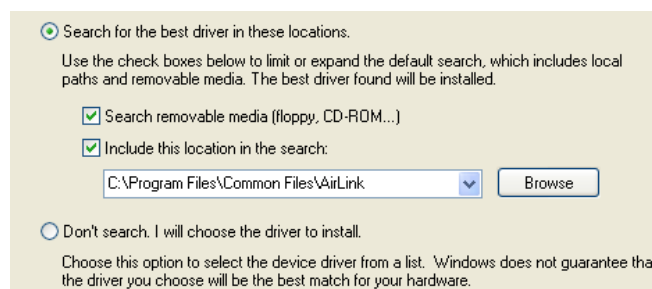 Search for the best driver in these locations.
Use the check boxes below to limit or expand the default search, which includes local
paths and removable media. The best driver found will be installed.
Search removable media (floppy, CD-ROM...)
Include this location in the search:
C:\Program Files\Common Files\AirLink
Browse
Don't search. I will choose the driver to install.
Choose this option to select the device driver from a list. Windows does not guarantee tha
the driver you choose will be the best match for your hardware.